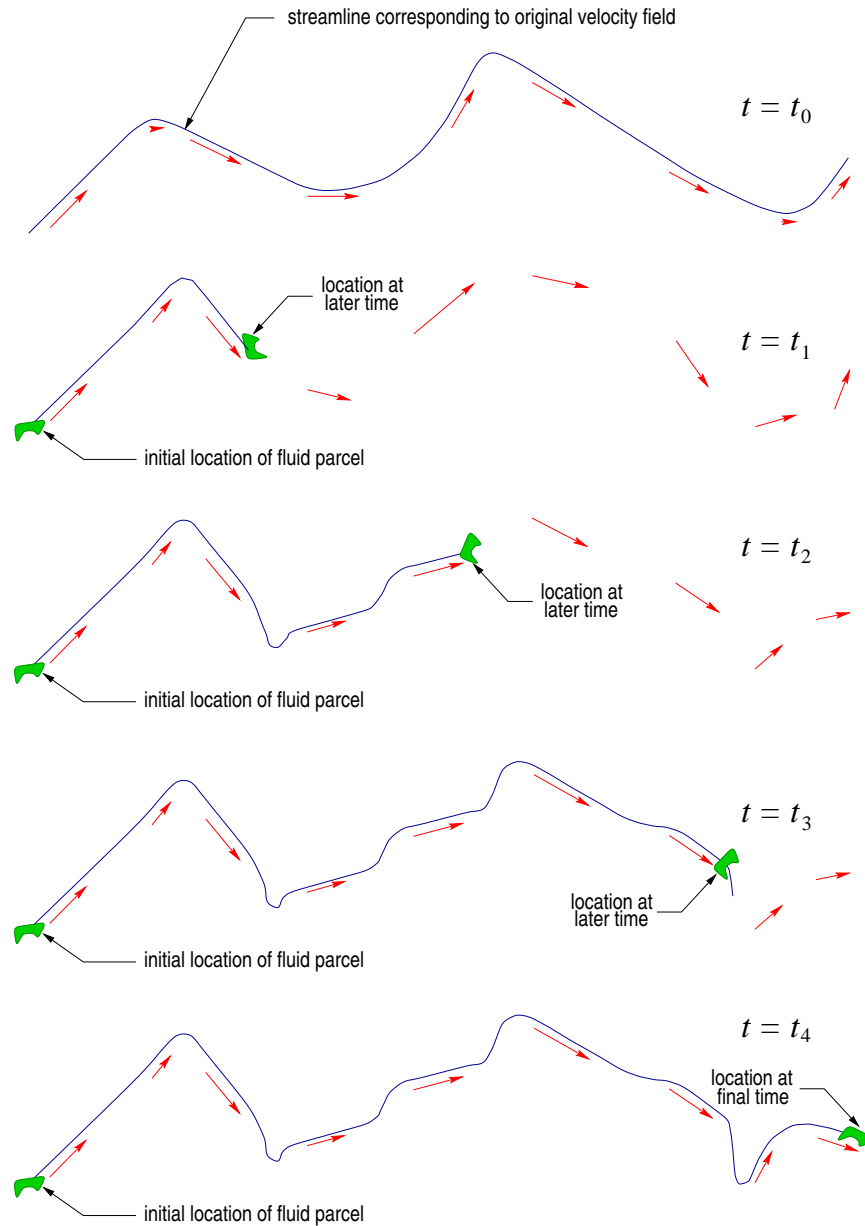 streamline corresponding to original velocity field
t = t0
location at
later time
t = t1
initial location of fluid parcel
t = t2
location at
later time
initial location of fluid parcel
t = t3
location at
later time
initial location of fluid parcel
t = t4
location at
final time
initial location of fluid parcel